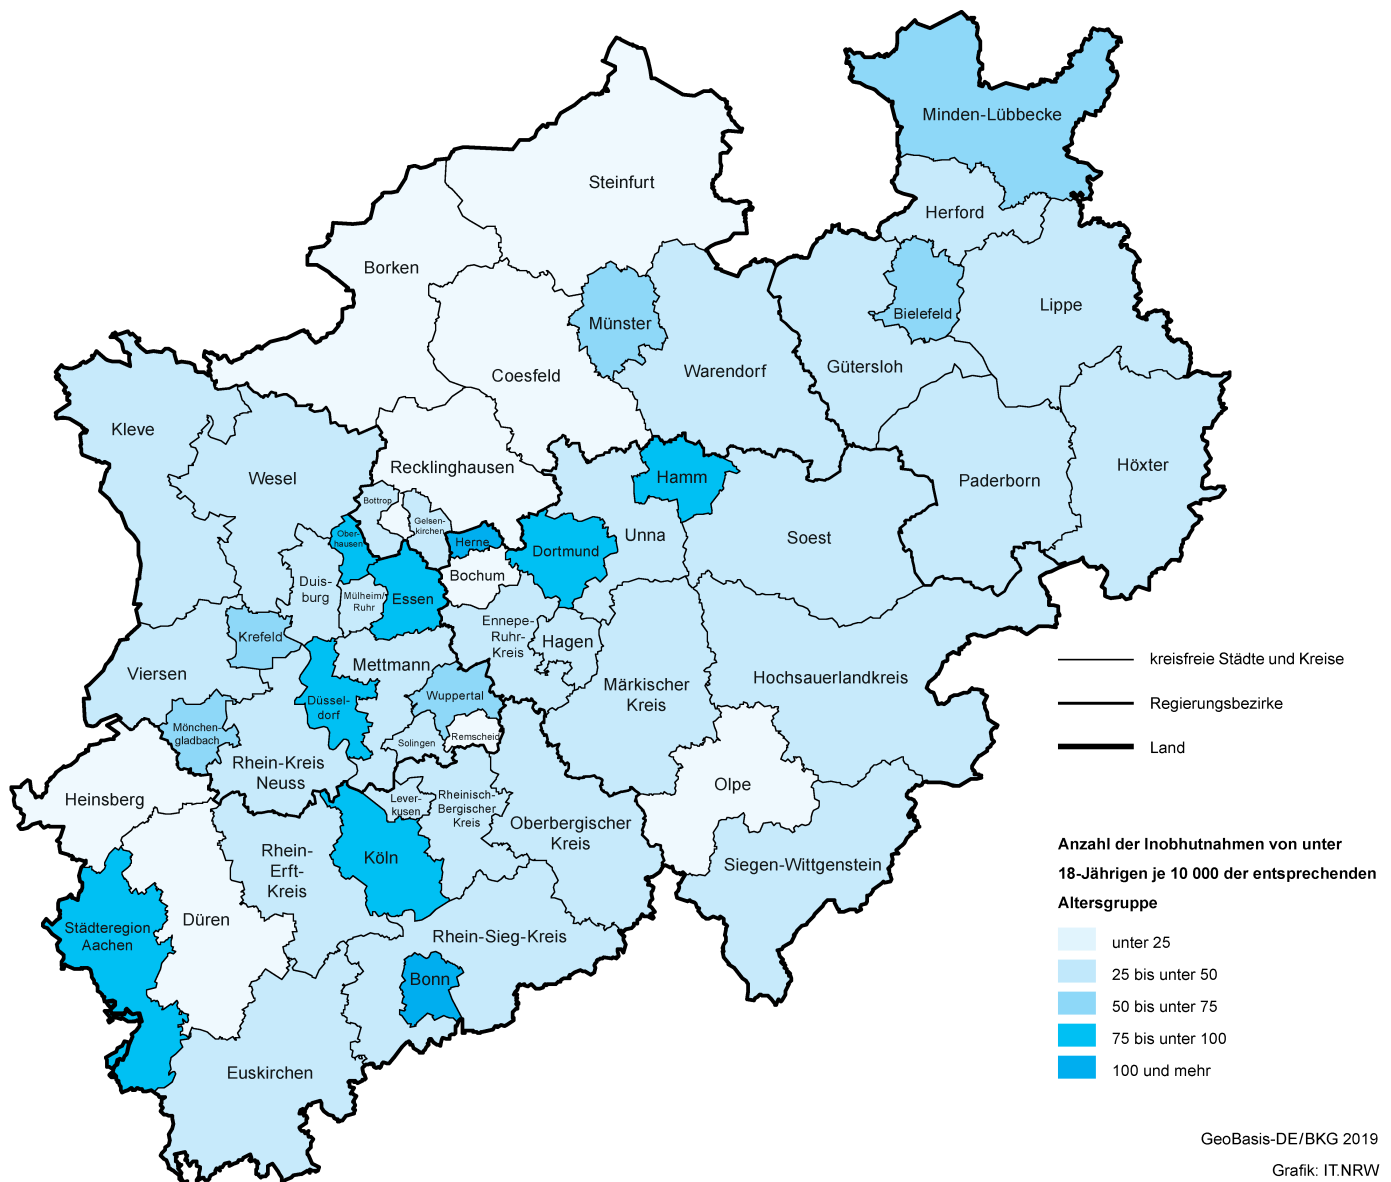 Minden-Lübbecke
Steinfurt
Herford
Borken
Lippe
Bielefeld
Münster
Gütersloh
Warendorf
Coesfeld
Kleve
Höxter
Recklinghausen
Wesel
Hamm
Paderborn
Bottrop
Gelsen-
kirchen
Ober-
hausen
Herne
Dortmund
Unna
Soest
Bochum
Duis-
burg
Mülheim/
Ruhr
Essen
Ennepe-
Ruhr-
Kreis
Hagen
Krefeld
Viersen
Mettmann
Hochsauerlandkreis
Märkischer
Kreis
Wuppertal
Düssel-
dorf
Mönchen-
gladbach
Solingen
Remscheid
Rhein-Kreis
Neuss
Heinsberg
Olpe
Lever-
kusen
Rheinisch-
Bergischer
Kreis
Oberbergischer
Kreis
Rhein-
Erft-
Kreis
Köln
Siegen-Wittgenstein
Düren
Städteregion
Aachen
Rhein-Sieg-Kreis
Bonn
Euskirchen
kreisfreie Städte und Kreise
Regierungsbezirke
Land
Anzahl der Inobhutnahmen von unter
18-Jährigen je 10 000 der entsprechenden
Altersgruppe
unter 25
25 bis unter 50
50 bis unter 75
75 bis unter 100
100 und mehr
GeoBasis-DE/BKG 2019
Grafik: IT.NRW